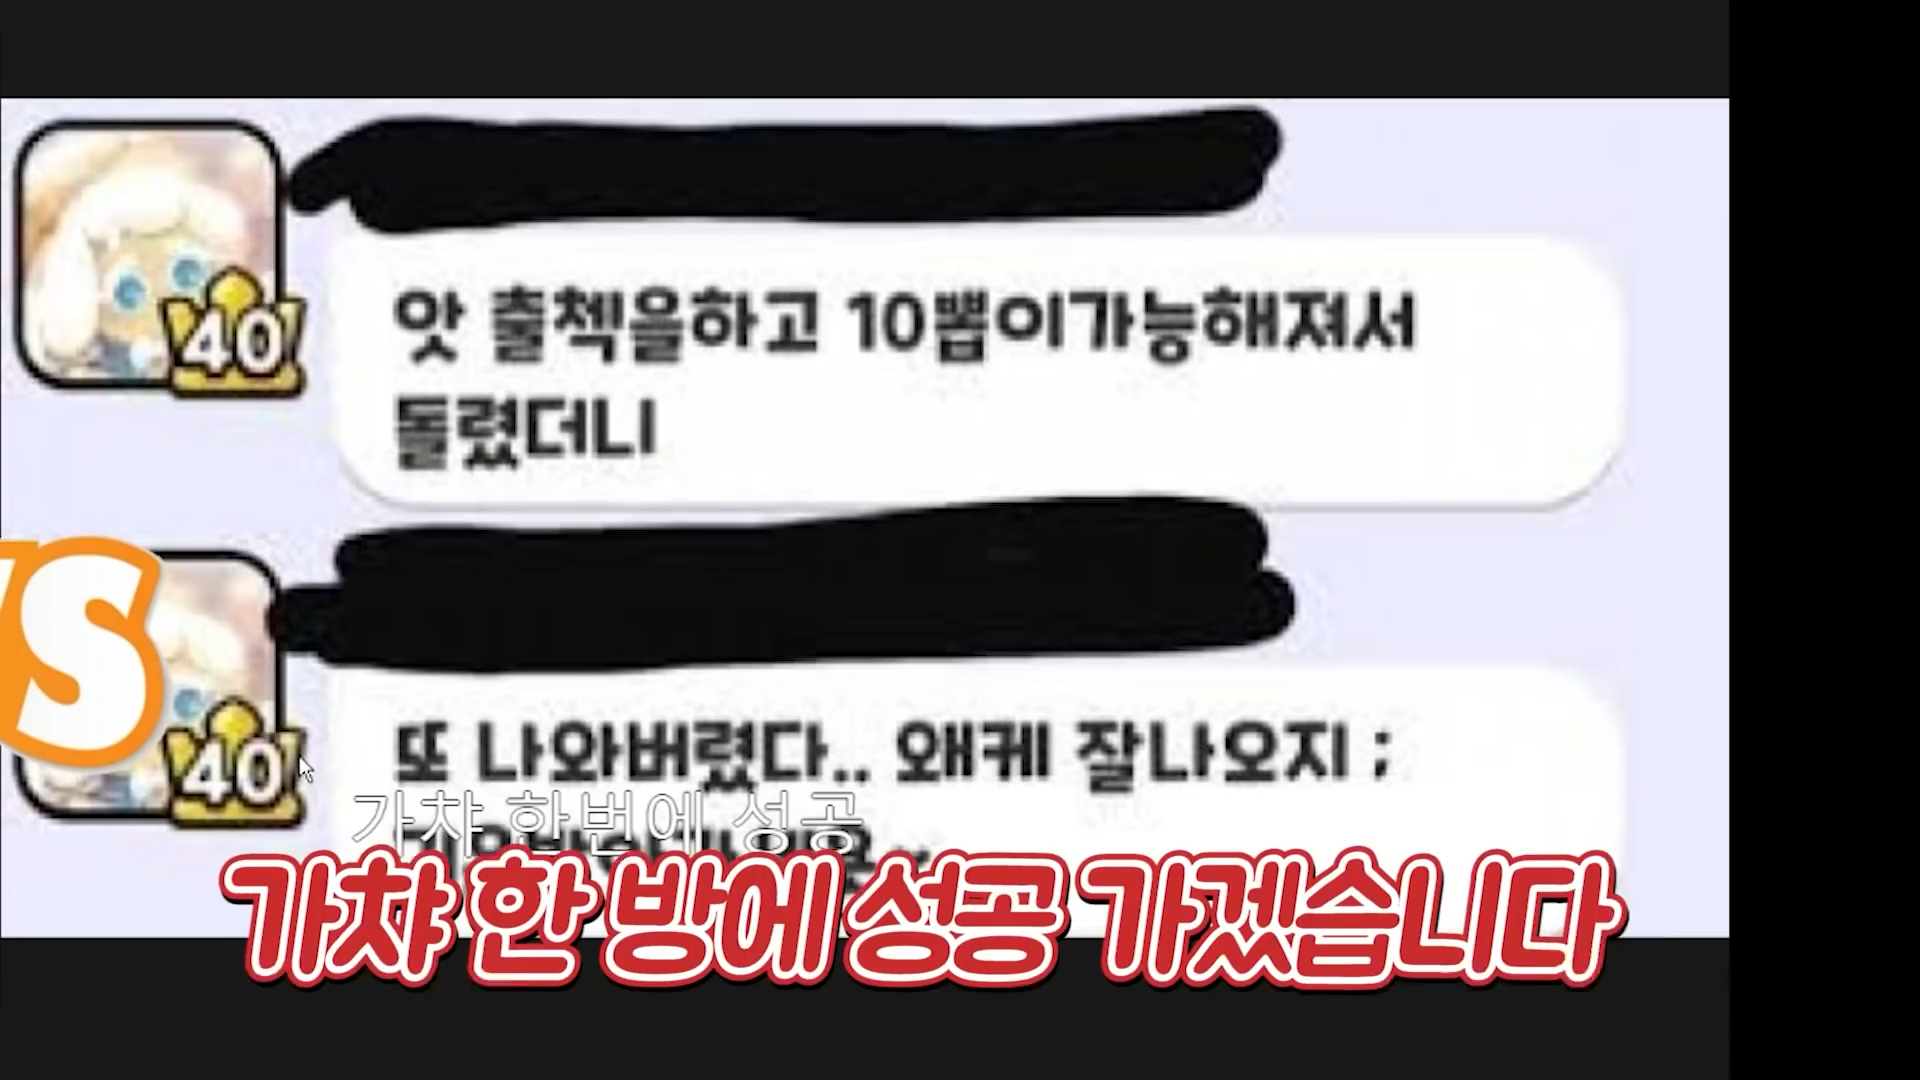 앗 출첵을하고 10뽑이가능해져서
돌렸더니
40
VS
또 나와버렸다.. 왜케 잘나오지 ;
40
가챠 한번에 성공
가챠 한 방에 성공 가겠습니다